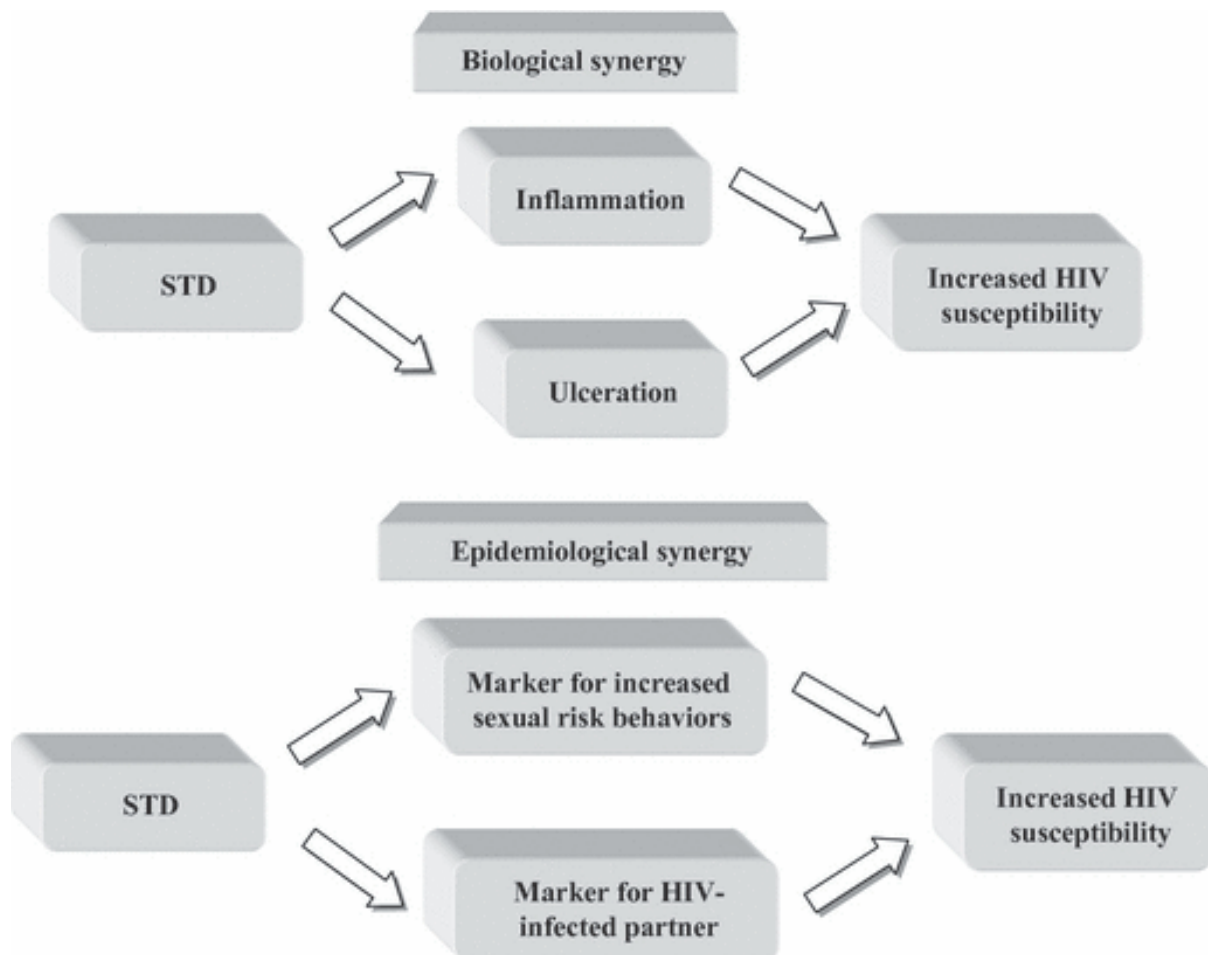 Biological synergy
Inflammation
STD
Increased HIV
susceptibility
Ulceration
Epidemiological synergy
Marker for increased
sexual risk behaviors
STD
Increased HIV
susceptibility
Marker for HIV-
infected partner